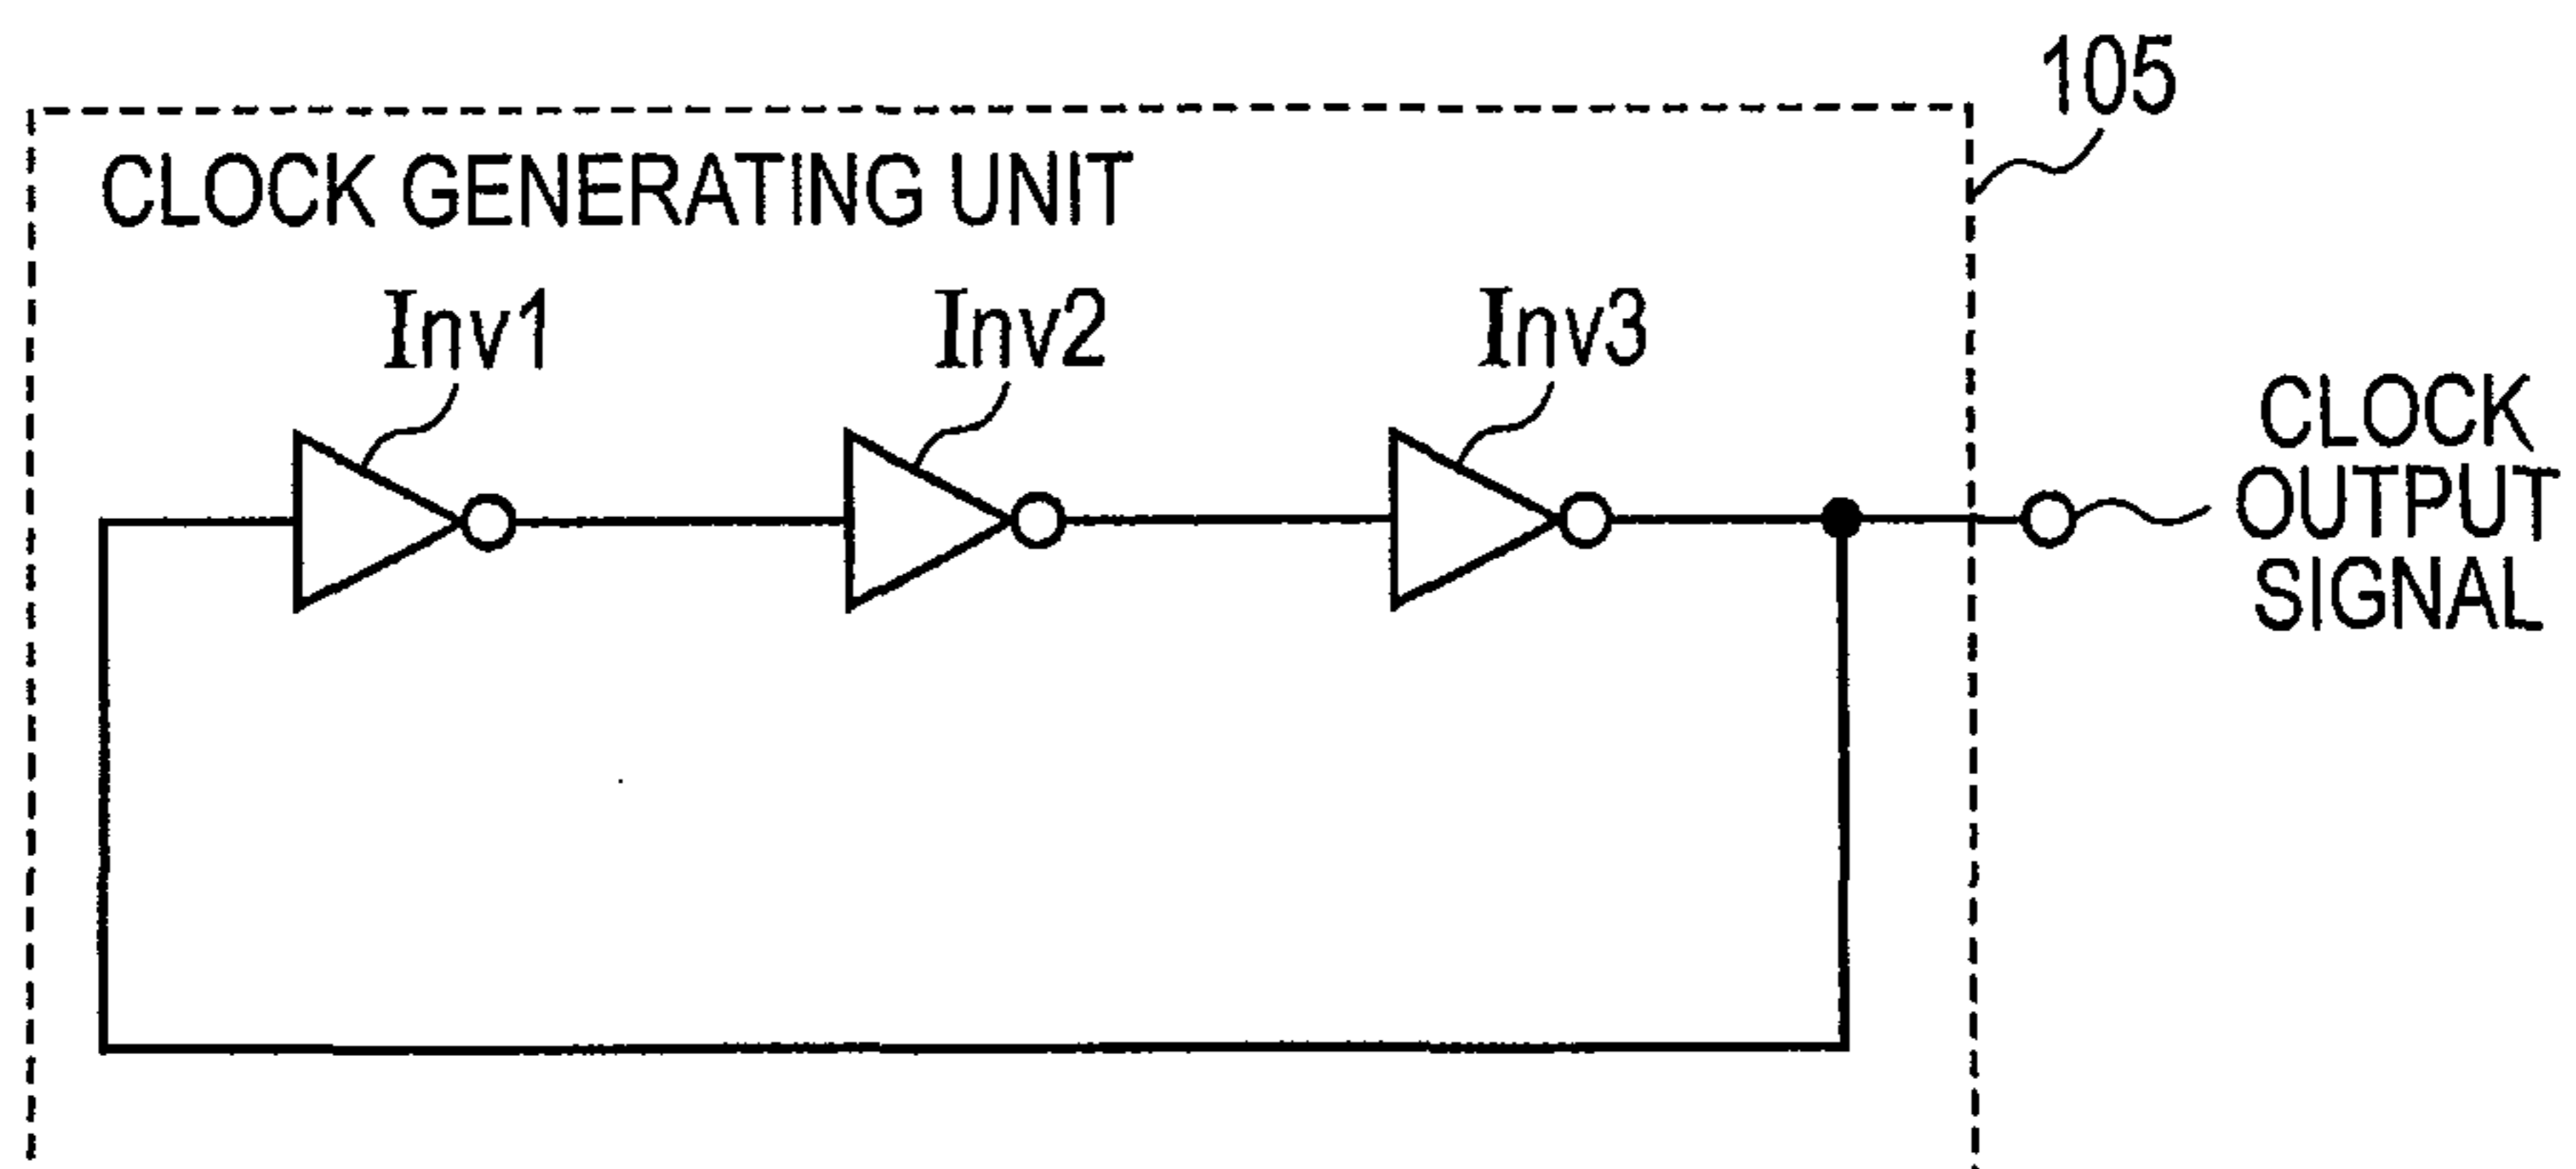 105
CLOCK GENERATING UNIT
Inv1
Inv2
Inv3
CLOCK
OUTPUT
SIGNAL